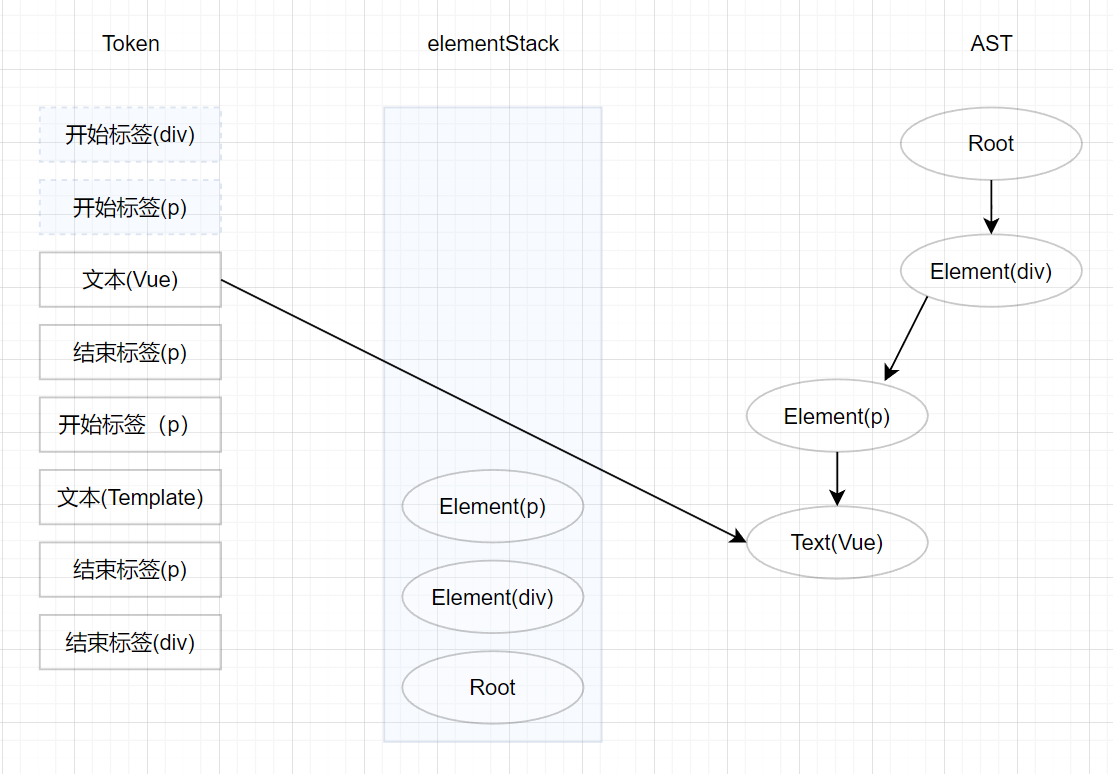 Token
elementStack
AST
开始标签(div)
开始标签(p)
文本(Vue)
结束标签(p)
开始标签（p）
文本(Template)
结束标签(p)
结束标签(div)
Element(p)
Element(div)
Root
Root
Element(div)
Element(p)
Text(Vue)